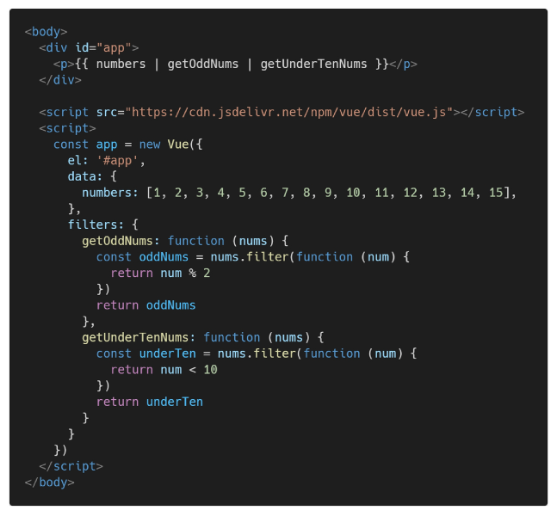 <body>
  <div id="app">
    <p>{{ numbers | getOddNums | getUnderTenNums }}</p>
  </div>

  <script src="https://cdn.jsdelivr.net/npm/vue/dist/vue.js"></script>
  <script>
    const app = new Vue({
      el: '#app',
      data: {
        numbers: [1, 2, 3, 4, 5, 6, 7, 8, 9, 10, 11, 12, 13, 14, 15],
      },
      filters: {
        getOddNums: function (nums) {
          const oddNums = nums.filter(function (num) {
            return num % 2
          })
          return oddNums
        },
        getUnderTenNums: function (nums) {
          const underTen = nums.filter(function (num) {
            return num < 10
          })
          return underTen
        }
      }
    })
  </script>
</body>